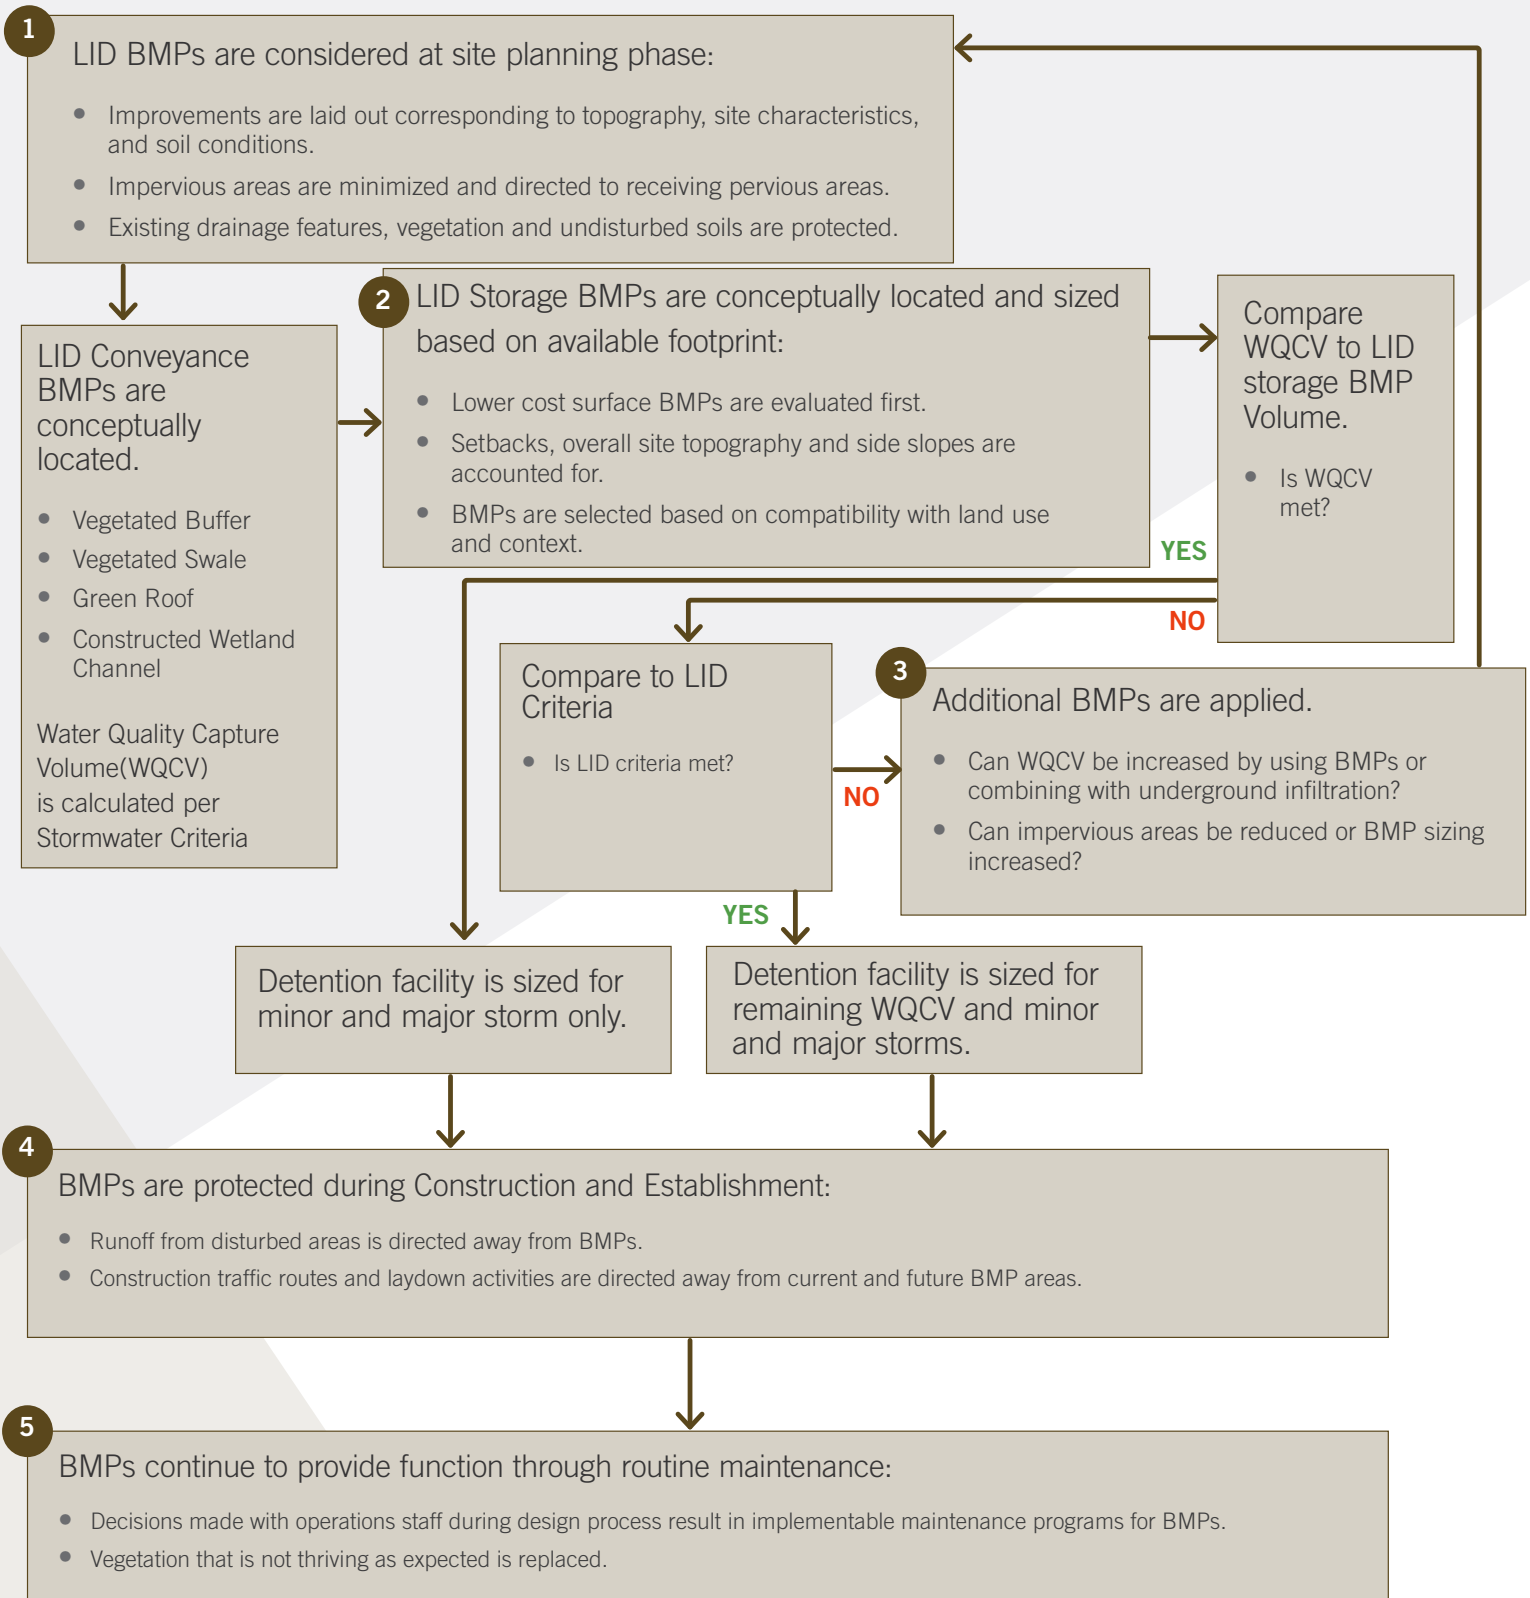 1
LID BMPs are considered at site planning phase:
• Improvements are laid out corresponding to topography, site characteristics,
and soil conditions.
• Impervious areas are minimized and directed to receiving pervious areas.
• Existing drainage features, vegetation and undisturbed soils are protected.
LID Conveyance
BMPs are
conceptually
located.
• Vegetated Buffer
• Vegetated Swale
• Green Roof
• Constructed Wetland
Channel
Water Quality Capture
Volume(WQCV)
is calculated per
Stormwater Criteria
2
LID Storage BMPs are conceptually located and sized
based on available footprint:
• Lower cost surface BMPs are evaluated first.
• Setbacks, overall site topography and side slopes are
accounted for.
• BMPs are selected based on compatibility with land use
and context.
Compare
WQCV to LID
storage BMP
Volume.
• Is WQCV
met?
YES
NO
Compare to LID
Criteria
• Is LID criteria met?
NO
YES
3
Additional BMPs are applied.
• Can WQCV be increased by using BMPs or
combining with underground infiltration?
• Can impervious areas be reduced or BMP sizing
increased?
Detention facility is sized for
minor and major storm only.
Detention facility is sized for
remaining WQCV and minor
and major storms.
4
BMPs are protected during Construction and Establishment:
• Runoff from disturbed areas is directed away from BMPs.
• Construction traffic routes and laydown activities are directed away from current and future BMP areas.
5
BMPs continue to provide function through routine maintenance:
• Decisions made with operations staff during design process result in implementable maintenance programs for BMPs.
• Vegetation that is not thriving as expected is replaced.